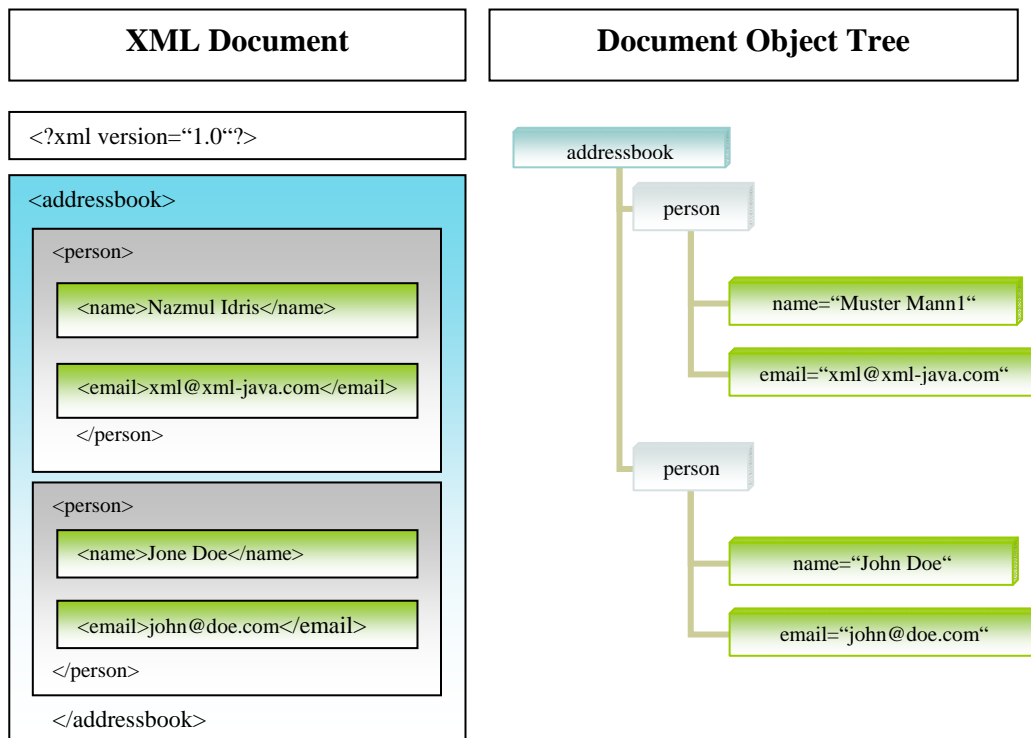 XML Document
<?xml version=“1.0“?>
<addressbook>
<person>
<name>Nazmul Idris</name>
<email>xml@xml-java.com</email>
</person>
<person>
<name>Jone Doe</name>
<email>john@doe.com</email>
</person>
</addressbook>
Document Object Tree
addressbook
person
name=“Muster Mann1“
email=“xml@xml-java.com“
person
name=“John Doe“
email=“john@doe.com“